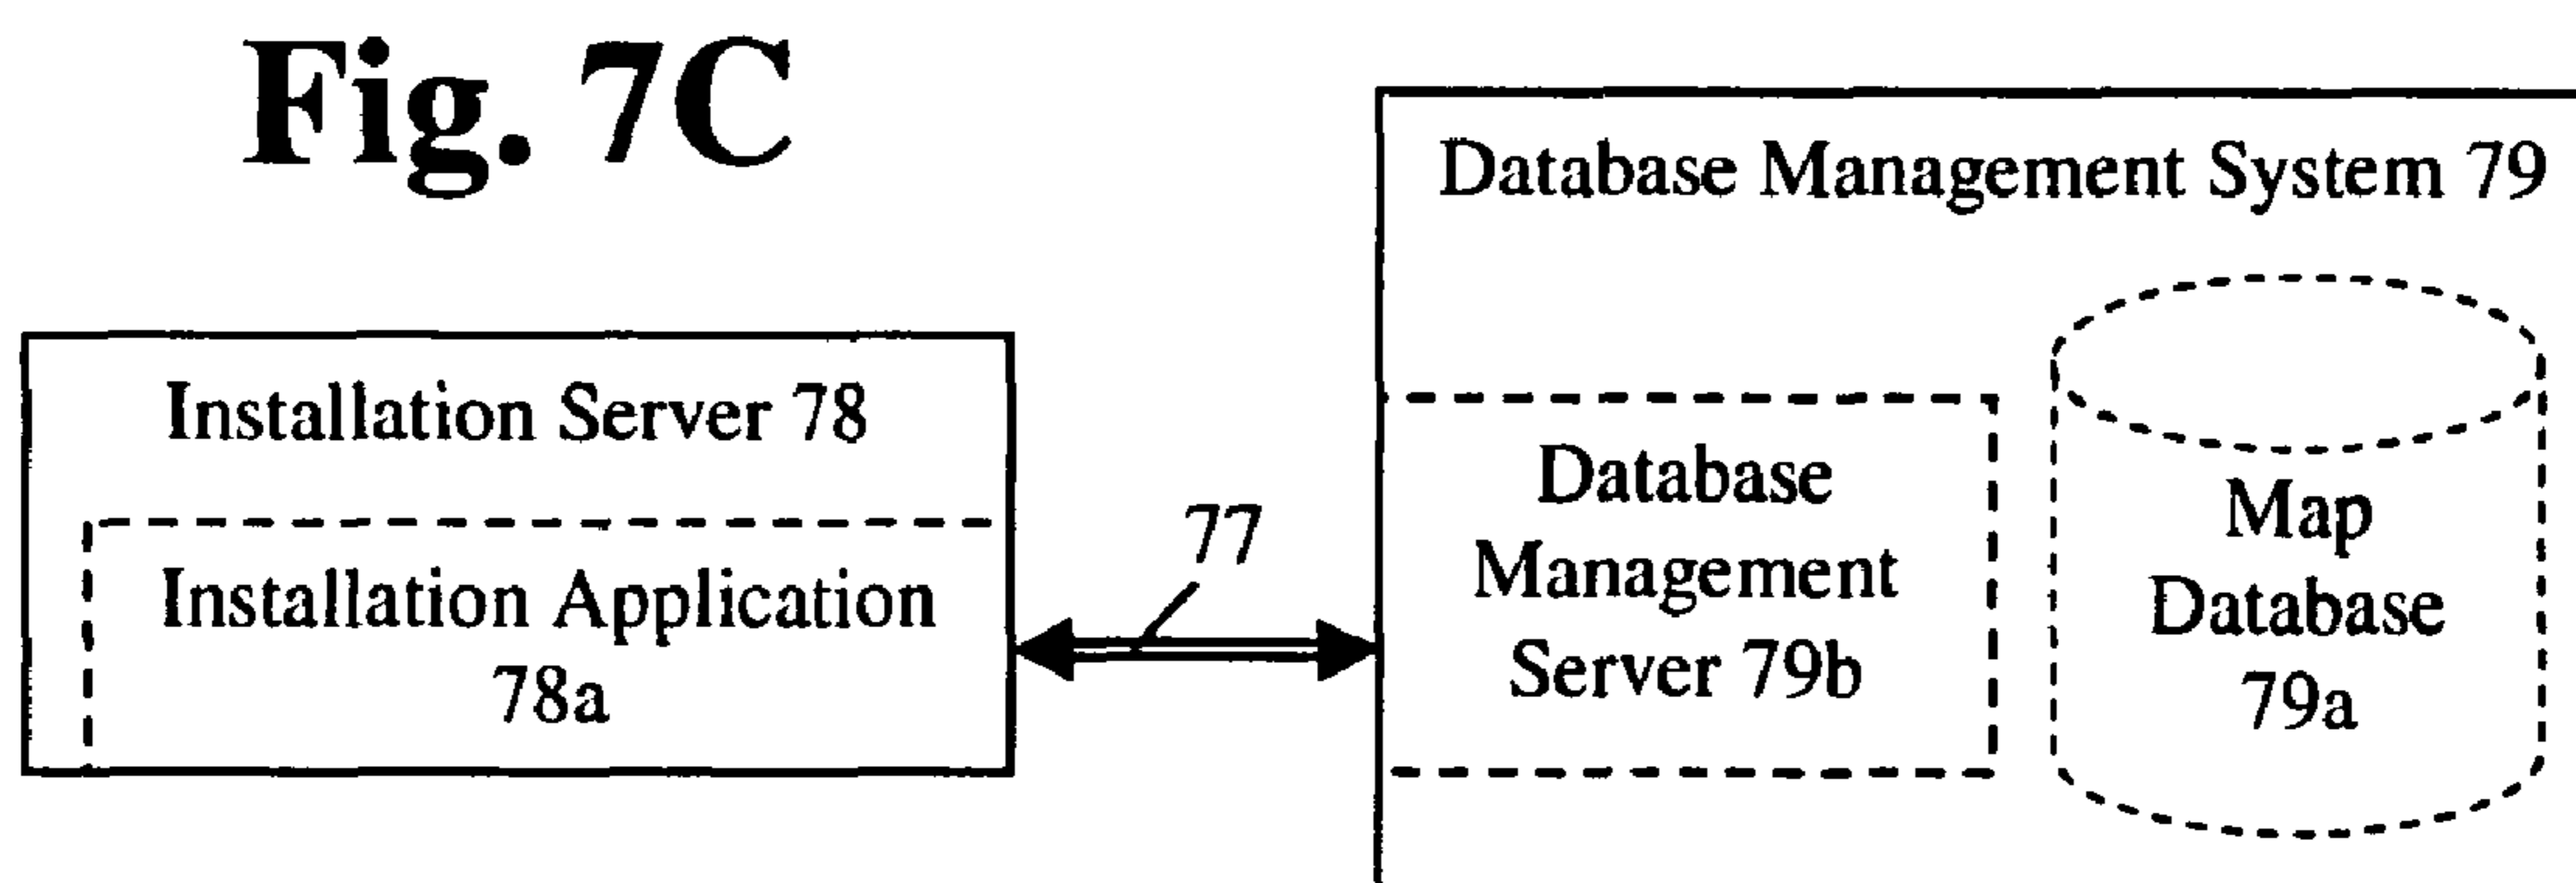 Fig. 7C
Database Management System 79
Installation Server 78
Installation Application
78a
77
Database
Management
Server 79b
Map
Database
79a